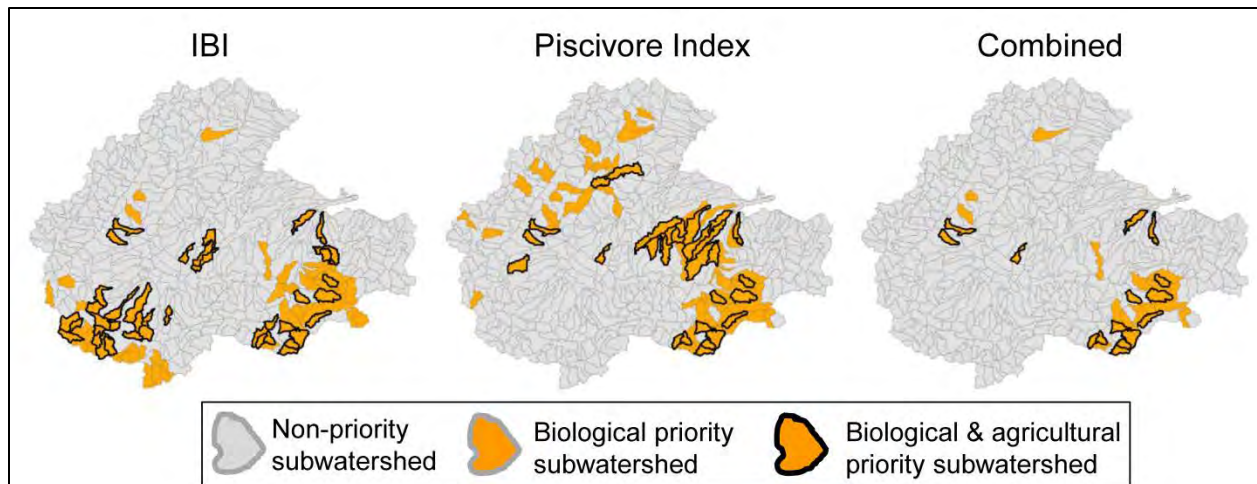 IBI
Piscivore Index
Combined
Non-priority
subwatershed
Biological priority
subwatershed
Biological & agricultural
priority subwatershed